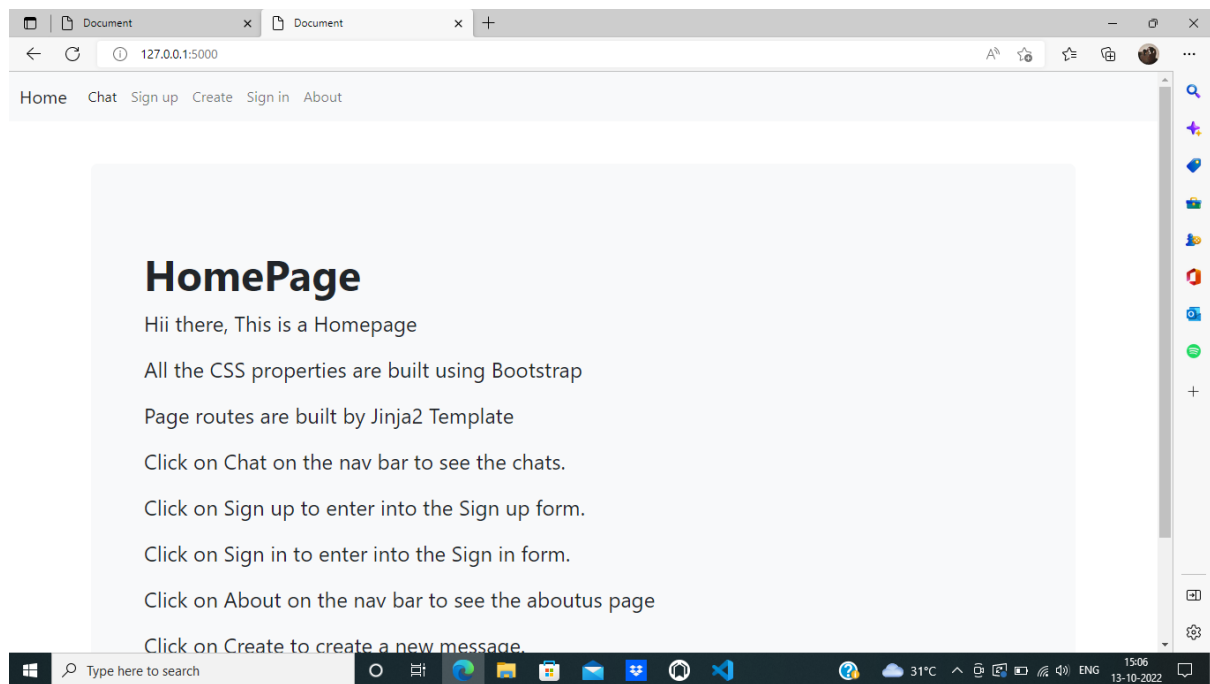 Document
Document
127.0.0.1:5000
Home Chat Sign up Create Sign in About
HomePage
Hii there, This is a Homepage
All the CSS properties are built using Bootstrap
Page routes are built by Jinja2 Template
Click on Chat on the nav bar to see the chats.
Click on Sign up to enter into the Sign up form.
Click on Sign in to enter into the Sign in form.
Click on About on the nav bar to see the aboutus page
Click on Create to create a new message.
Type here to search
31°C
ENG
15:06
13-10-2022